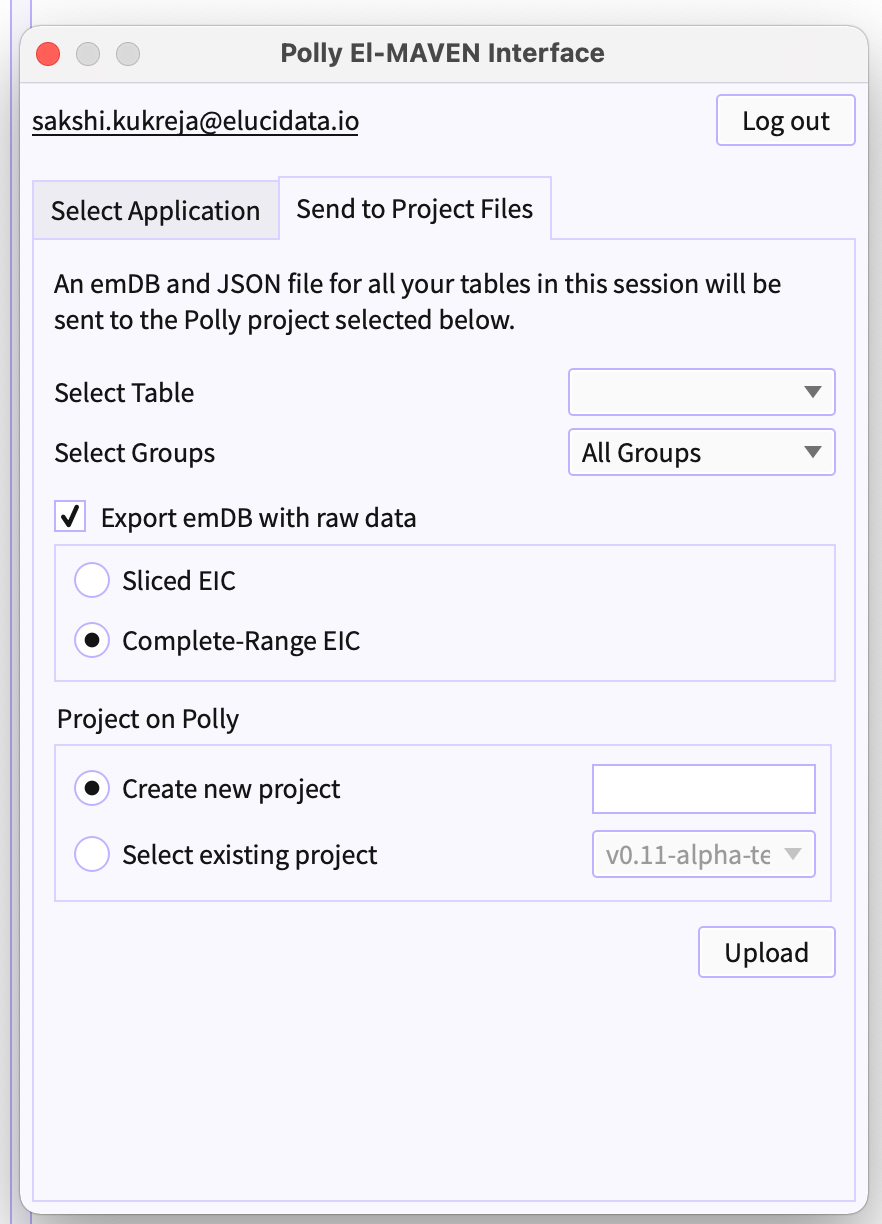 Polly El-MAVEN Interface
sakshi.kukreja@elucidata.io
Log out
Select Application
Send to Project Files
An emDB and JSON file for all your tables in this session will be
sent to the Polly project selected below.
Select Table
Select Groups
All Groups
Export emDB with raw data
Sliced EIC
Complete-Range EIC
Project on Polly
Create new project
Select existing project
v0.11-alpha-te
Upload